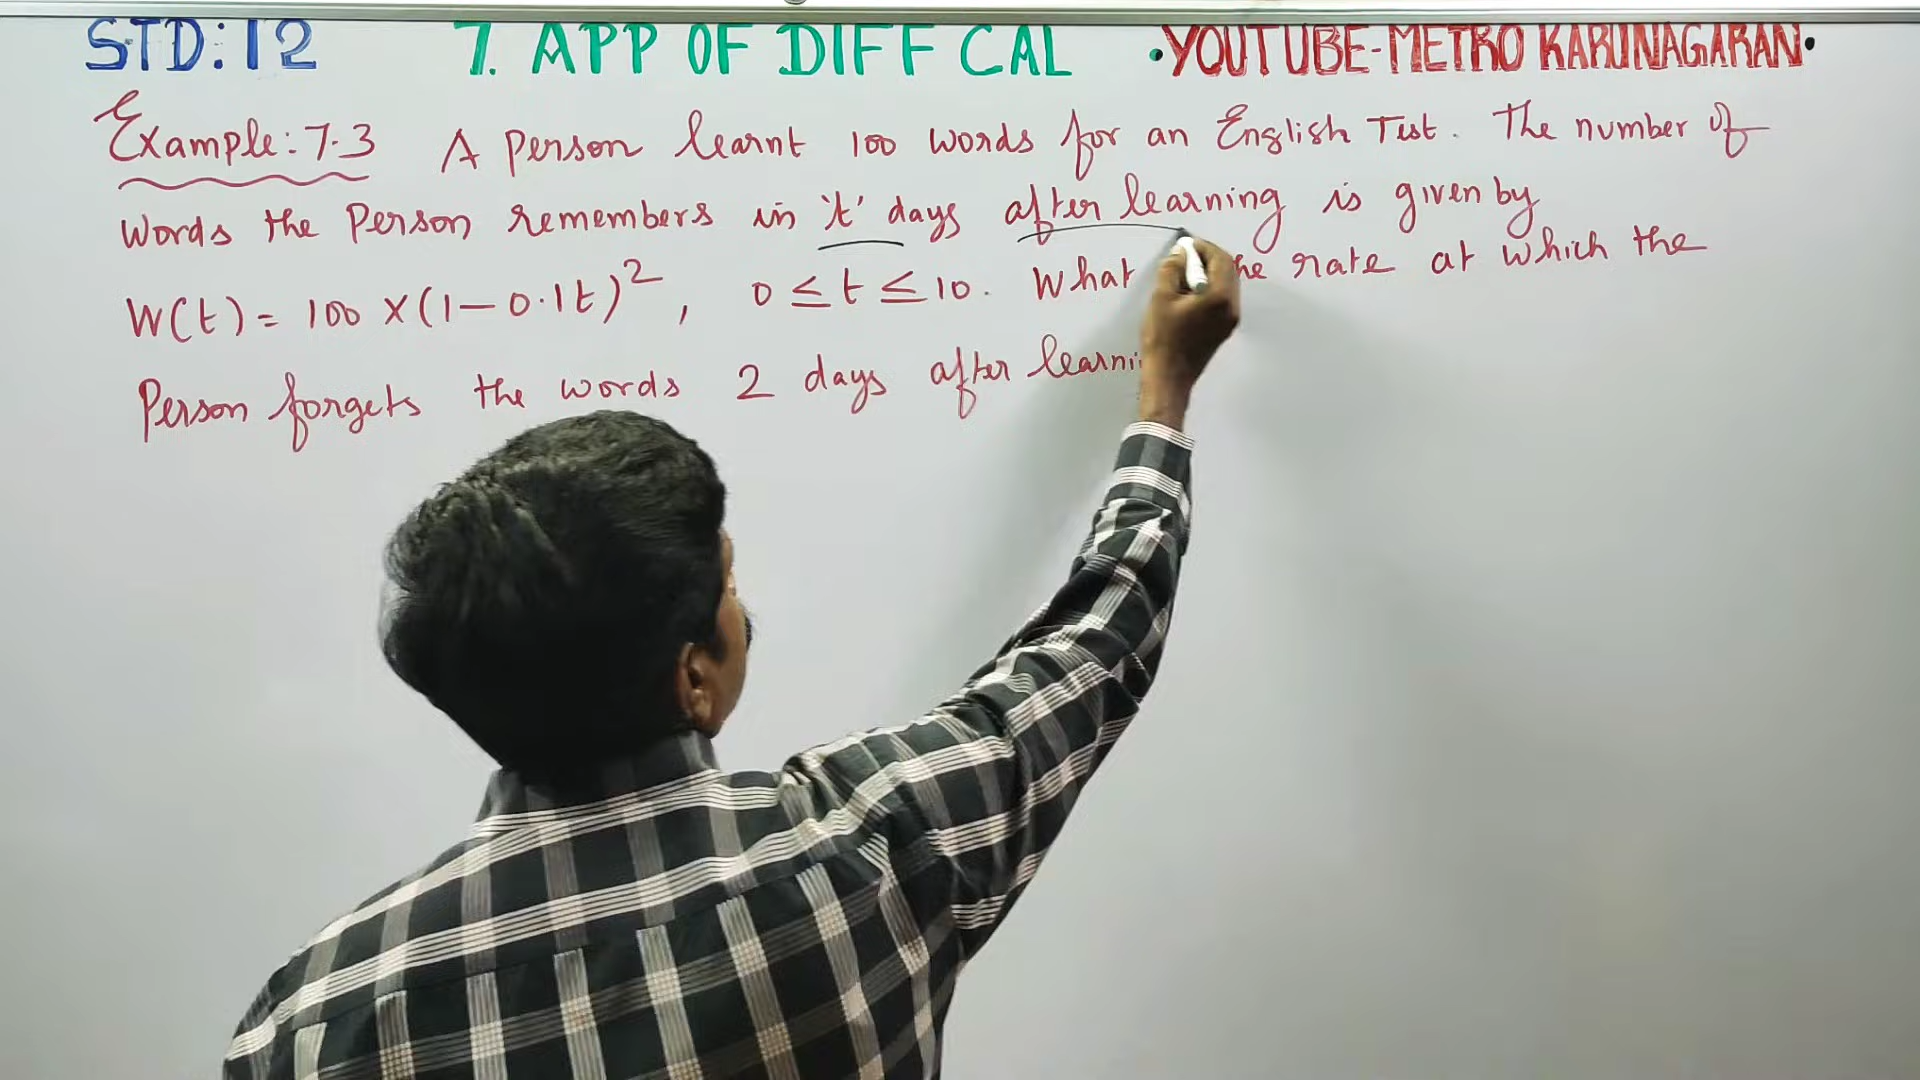 STD:12 7. APP OF DIFF CAL •YOUTUBE-METRO KARUNAGARAN•
Example:7.3 A Person learnt 100 words for an English Test. The number of
words the Person remembers in 't' days after learning is given by
W(t) = 100 × (1 – 0.1t)², 0 ≤ t ≤ 10. What rate at which the
Person forgets the words 2 days after